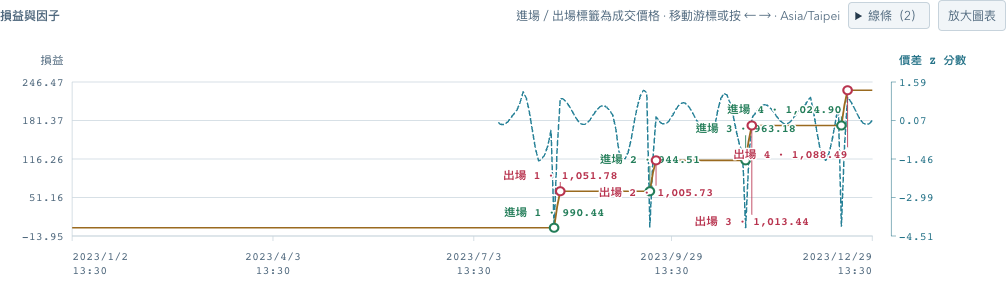 損益與因子
進場 / 出場標籤為成交價格 · 移動游標或按 ←→ · Asia/Taipei
▶ 線條 (2)
放大圖表
損益
價差 z 分數
246.47
181.37
116.26
51.16
-13.95
1.59
0.07
-1.46
-2.99
-4.51
進場 4 · 1,024.90
進場 3 · 963.18
出場 4 · 1,088.49
進場 2 · 944.51
出場 1 · 1,051.78
出場 2 · 1,005.73
進場 1 · 990.44
出場 3 · 1,013.44
2023/1/2
13:30
2023/4/3
13:30
2023/7/3
13:30
2023/9/29
13:30
2023/12/29
13:30